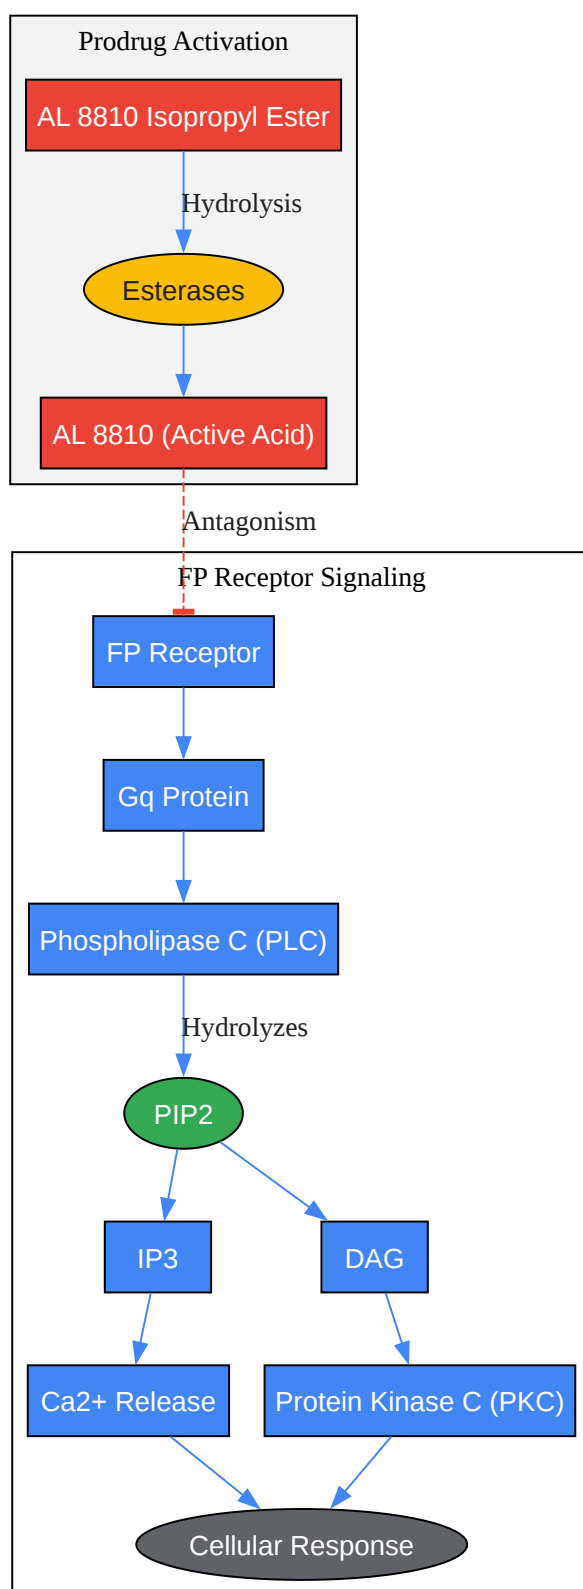 Prodrug Activation
AL 8810 Isopropyl Ester
Hydrolysis
Esterases
AL 8810 (Active Acid)
Antagonism
FP Receptor Signaling
FP Receptor
Gq Protein
Phospholipase C (PLC)
Hydrolyzes
PIP2
IP3
DAG
Ca2+ Release
Protein Kinase C (PKC)
Cellular Response